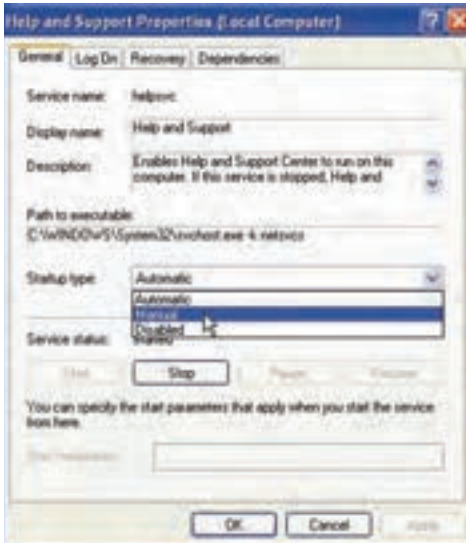 Help and Support Properties (Local Computer)
General Log On Recovery Dependencies
Service name: helpsvc
Display name: Help and Support
Description: Enables Help and Support Center to run on this
computer. If this service is stopped, Help and
Path to executable:
C:\WINDOWS\System32\svchost.exe -k netsvcs
Startup type: Automatic
Automatic
Manual
Disabled
Service status: Started
Start Stop Pause Resume
You can specify the start parameters that apply when you start the service
from here.
Start parameters:
OK Cancel Apply